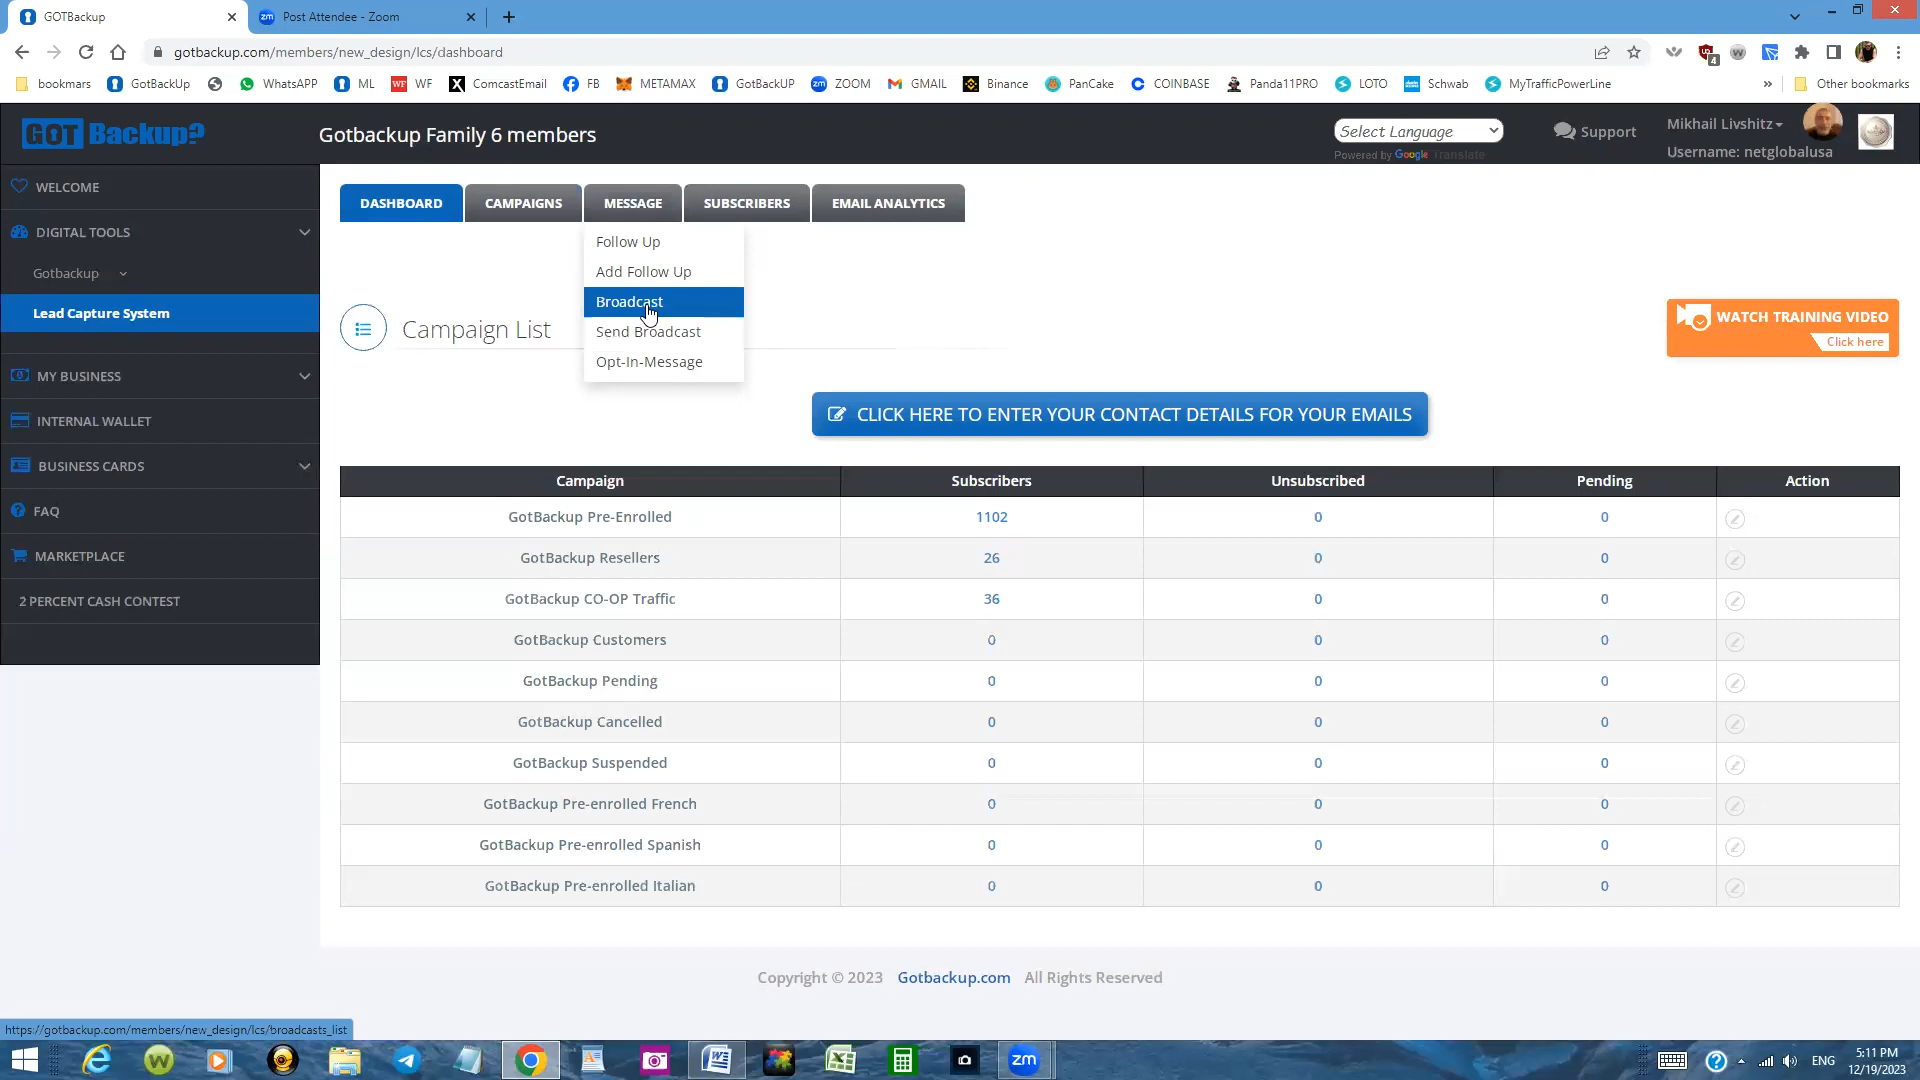 GOTBackup
Post Attendee - Zoom
gotbackup.com/members/new_design/lcs/dashboard
bookmars
GotBackUp
WhatsAPP
ML
WF
ComcastEmail
FB
METAMAX
GotBackUP
ZOOM
GMAIL
Binance
PanCake
COINBASE
Panda11PRO
LOTO
Schwab
MyTrafficPowerLine
Other bookmarks
GOT Backup?
Gotbackup Family 6 members
Select Language
Powered by Google Translate
Support
Mikhail Livshitz
Username: netglobalusa
WELCOME
DIGITAL TOOLS
Gotbackup
Lead Capture System
MY BUSINESS
INTERNAL WALLET
BUSINESS CARDS
FAQ
MARKETPLACE
2 PERCENT CASH CONTEST
DASHBOARD CAMPAIGNS MESSAGE SUBSCRIBERS EMAIL ANALYTICS
Follow Up
Add Follow Up
Broadcast
Send Broadcast
Opt-In-Message
Campaign List
WATCH TRAINING VIDEO
Click here
CLICK HERE TO ENTER YOUR CONTACT DETAILS FOR YOUR EMAILS
Campaign Subscribers Unsubscribed Pending Action
GotBackup Pre-Enrolled 1102 0 0
GotBackup Resellers 26 0 0
GotBackup CO-OP Traffic 36 0 0
GotBackup Customers 0 0 0
GotBackup Pending 0 0 0
GotBackup Cancelled 0 0 0
GotBackup Suspended 0 0 0
GotBackup Pre-enrolled French 0 0 0
GotBackup Pre-enrolled Spanish 0 0 0
GotBackup Pre-enrolled Italian 0 0 0
Copyright © 2023 Gotbackup.com All Rights Reserved
https://gotbackup.com/members/new_design/lcs/broadcasts_list
ENG
5:11 PM
12/19/2023